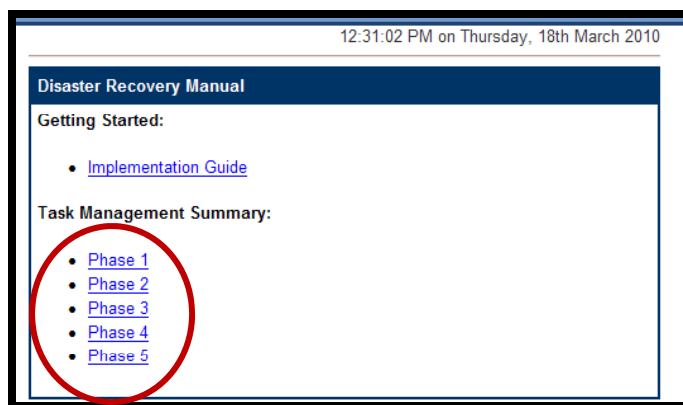 12:31:02 PM on Thursday, 18th March 2010
Disaster Recovery Manual
Getting Started:
Implementation Guide
Task Management Summary:
Phase 1
Phase 2
Phase 3
Phase 4
Phase 5